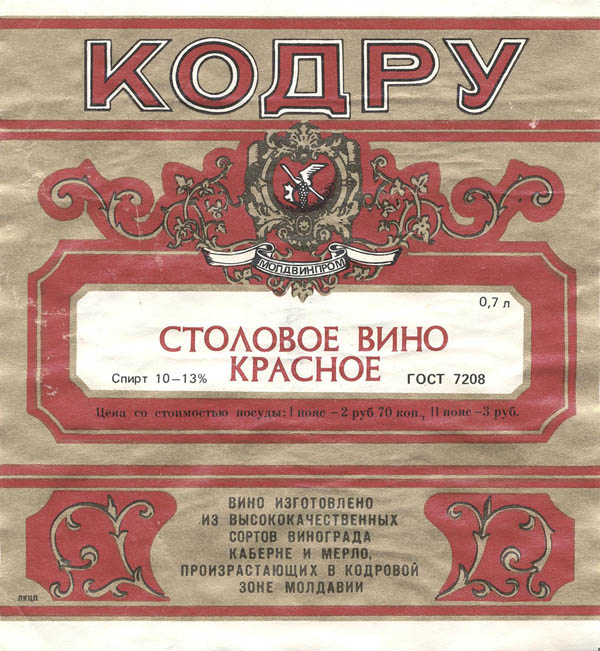 КОДРУ
МОЛДВИНПРОМ
0,7 л
СТОЛОВОЕ ВИНО
КРАСНОЕ
Спирт 10–13%
ГОСТ 7208
Цена со стоимостью посуды: I пояс – 2 руб 70 коп., II пояс – 3 руб.
ВИНО ИЗГОТОВЛЕНО
ИЗ ВЫСОКОКАЧЕСТВЕННЫХ
СОРТОВ ВИНОГРАДА
КАБЕРНЕ И МЕРЛО,
ПРОИЗРАСТАЮЩИХ В КОДРОВОЙ
ЗОНЕ МОЛДАВИИ
ЛКЦП